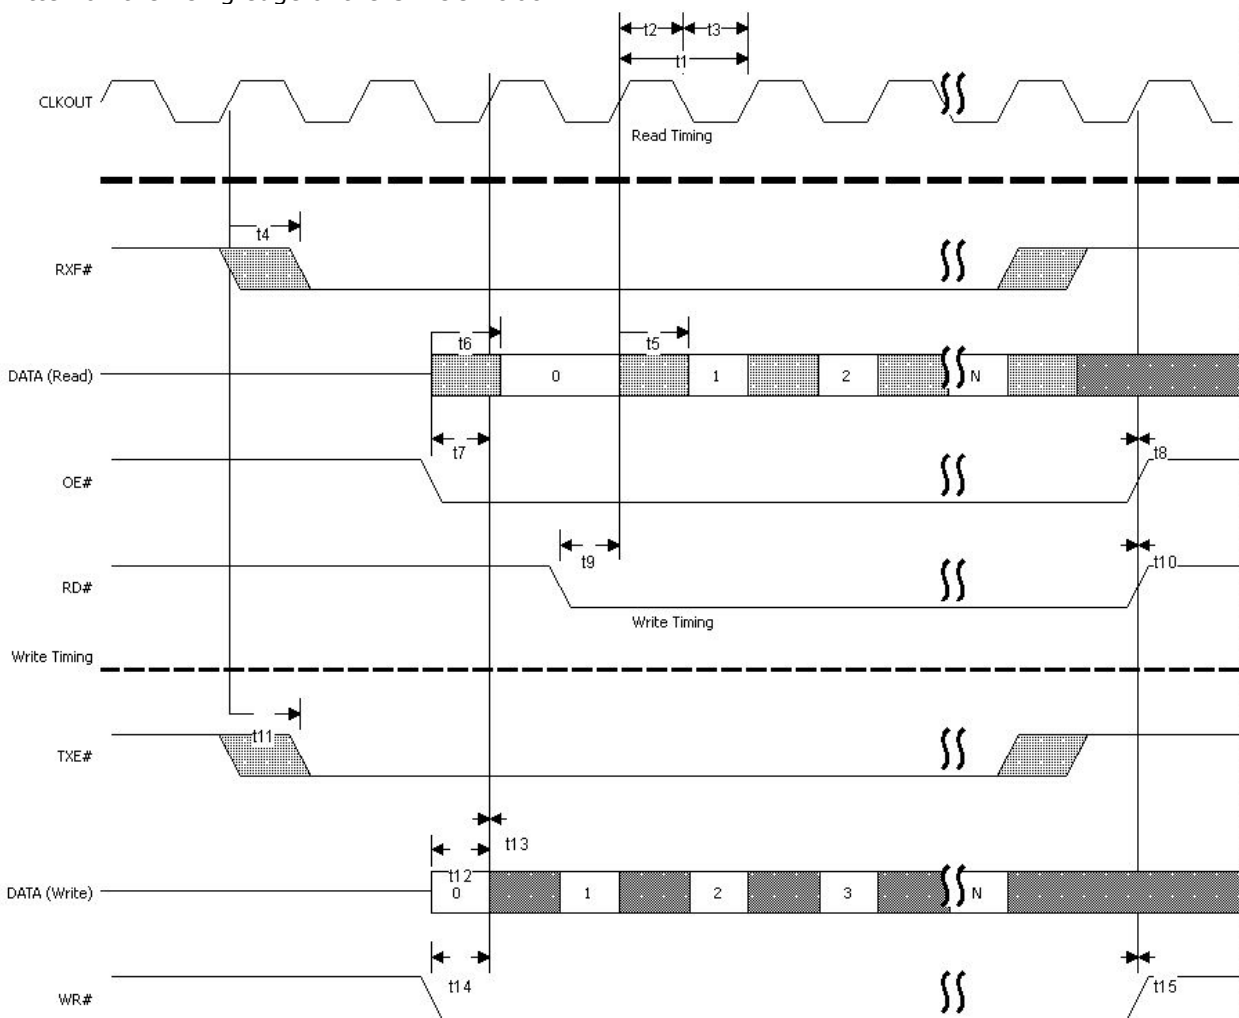 t2 t3
t1
CLKOUT
Read Timing
t4
RXF#
t6 t5
DATA (Read) 0 1 2 N
t7 t8
OE#
t9 t10
RD#
Write Timing
Write Timing
t11
TXE#
t13
t12
DATA (Write) 0 1 2 3 N
t14 t15
WR#